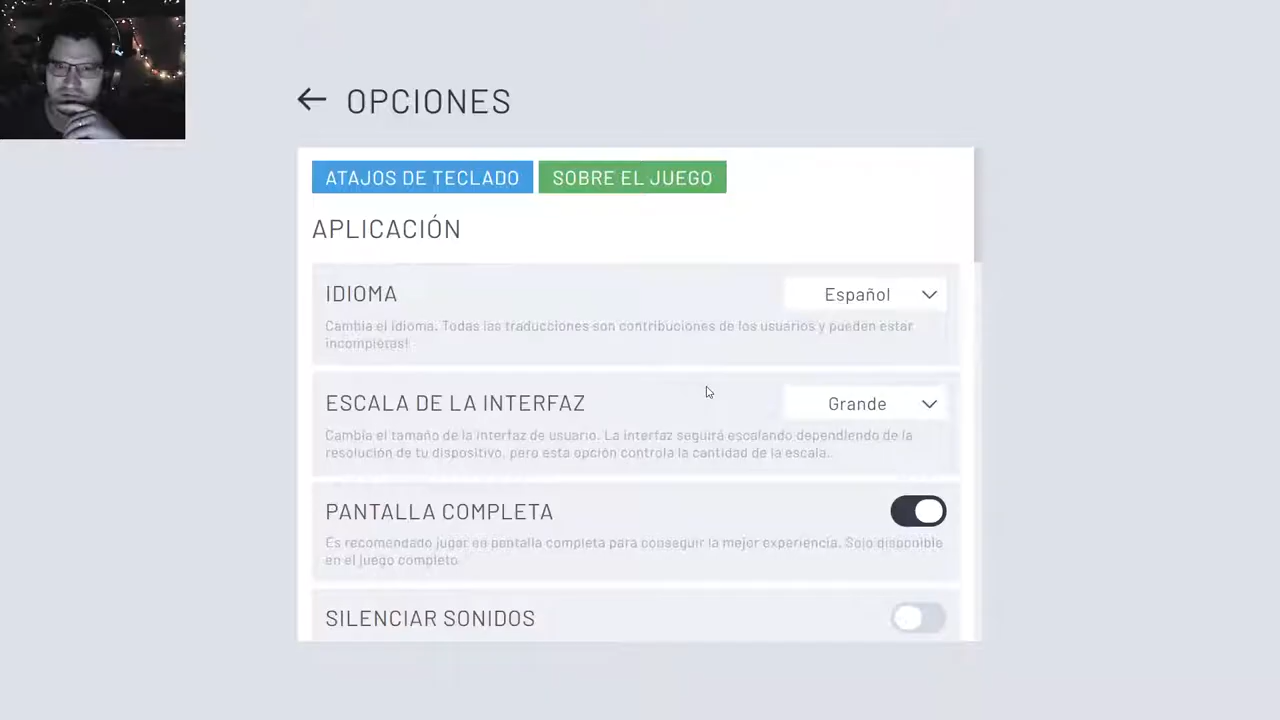 OPCIONES
ATAJOS DE TECLADO
SOBRE EL JUEGO
APLICACIÓN
IDIOMA
Español
Cambia el idioma. Todas las traducciones son contribuciones de los usuarios y pueden estar
incompletas!
ESCALA DE LA INTERFAZ
Grande
Cambia el tamaño de la interfaz de usuario. La interfaz seguirá escalando dependiendo de la
resolución de tu dispositivo, pero esta opción controla la cantidad de la escala.
PANTALLA COMPLETA
Es recomendado jugar en pantalla completa para conseguir la mejor experiencia. Solo disponible
en el juego completo
SILENCIAR SONIDOS